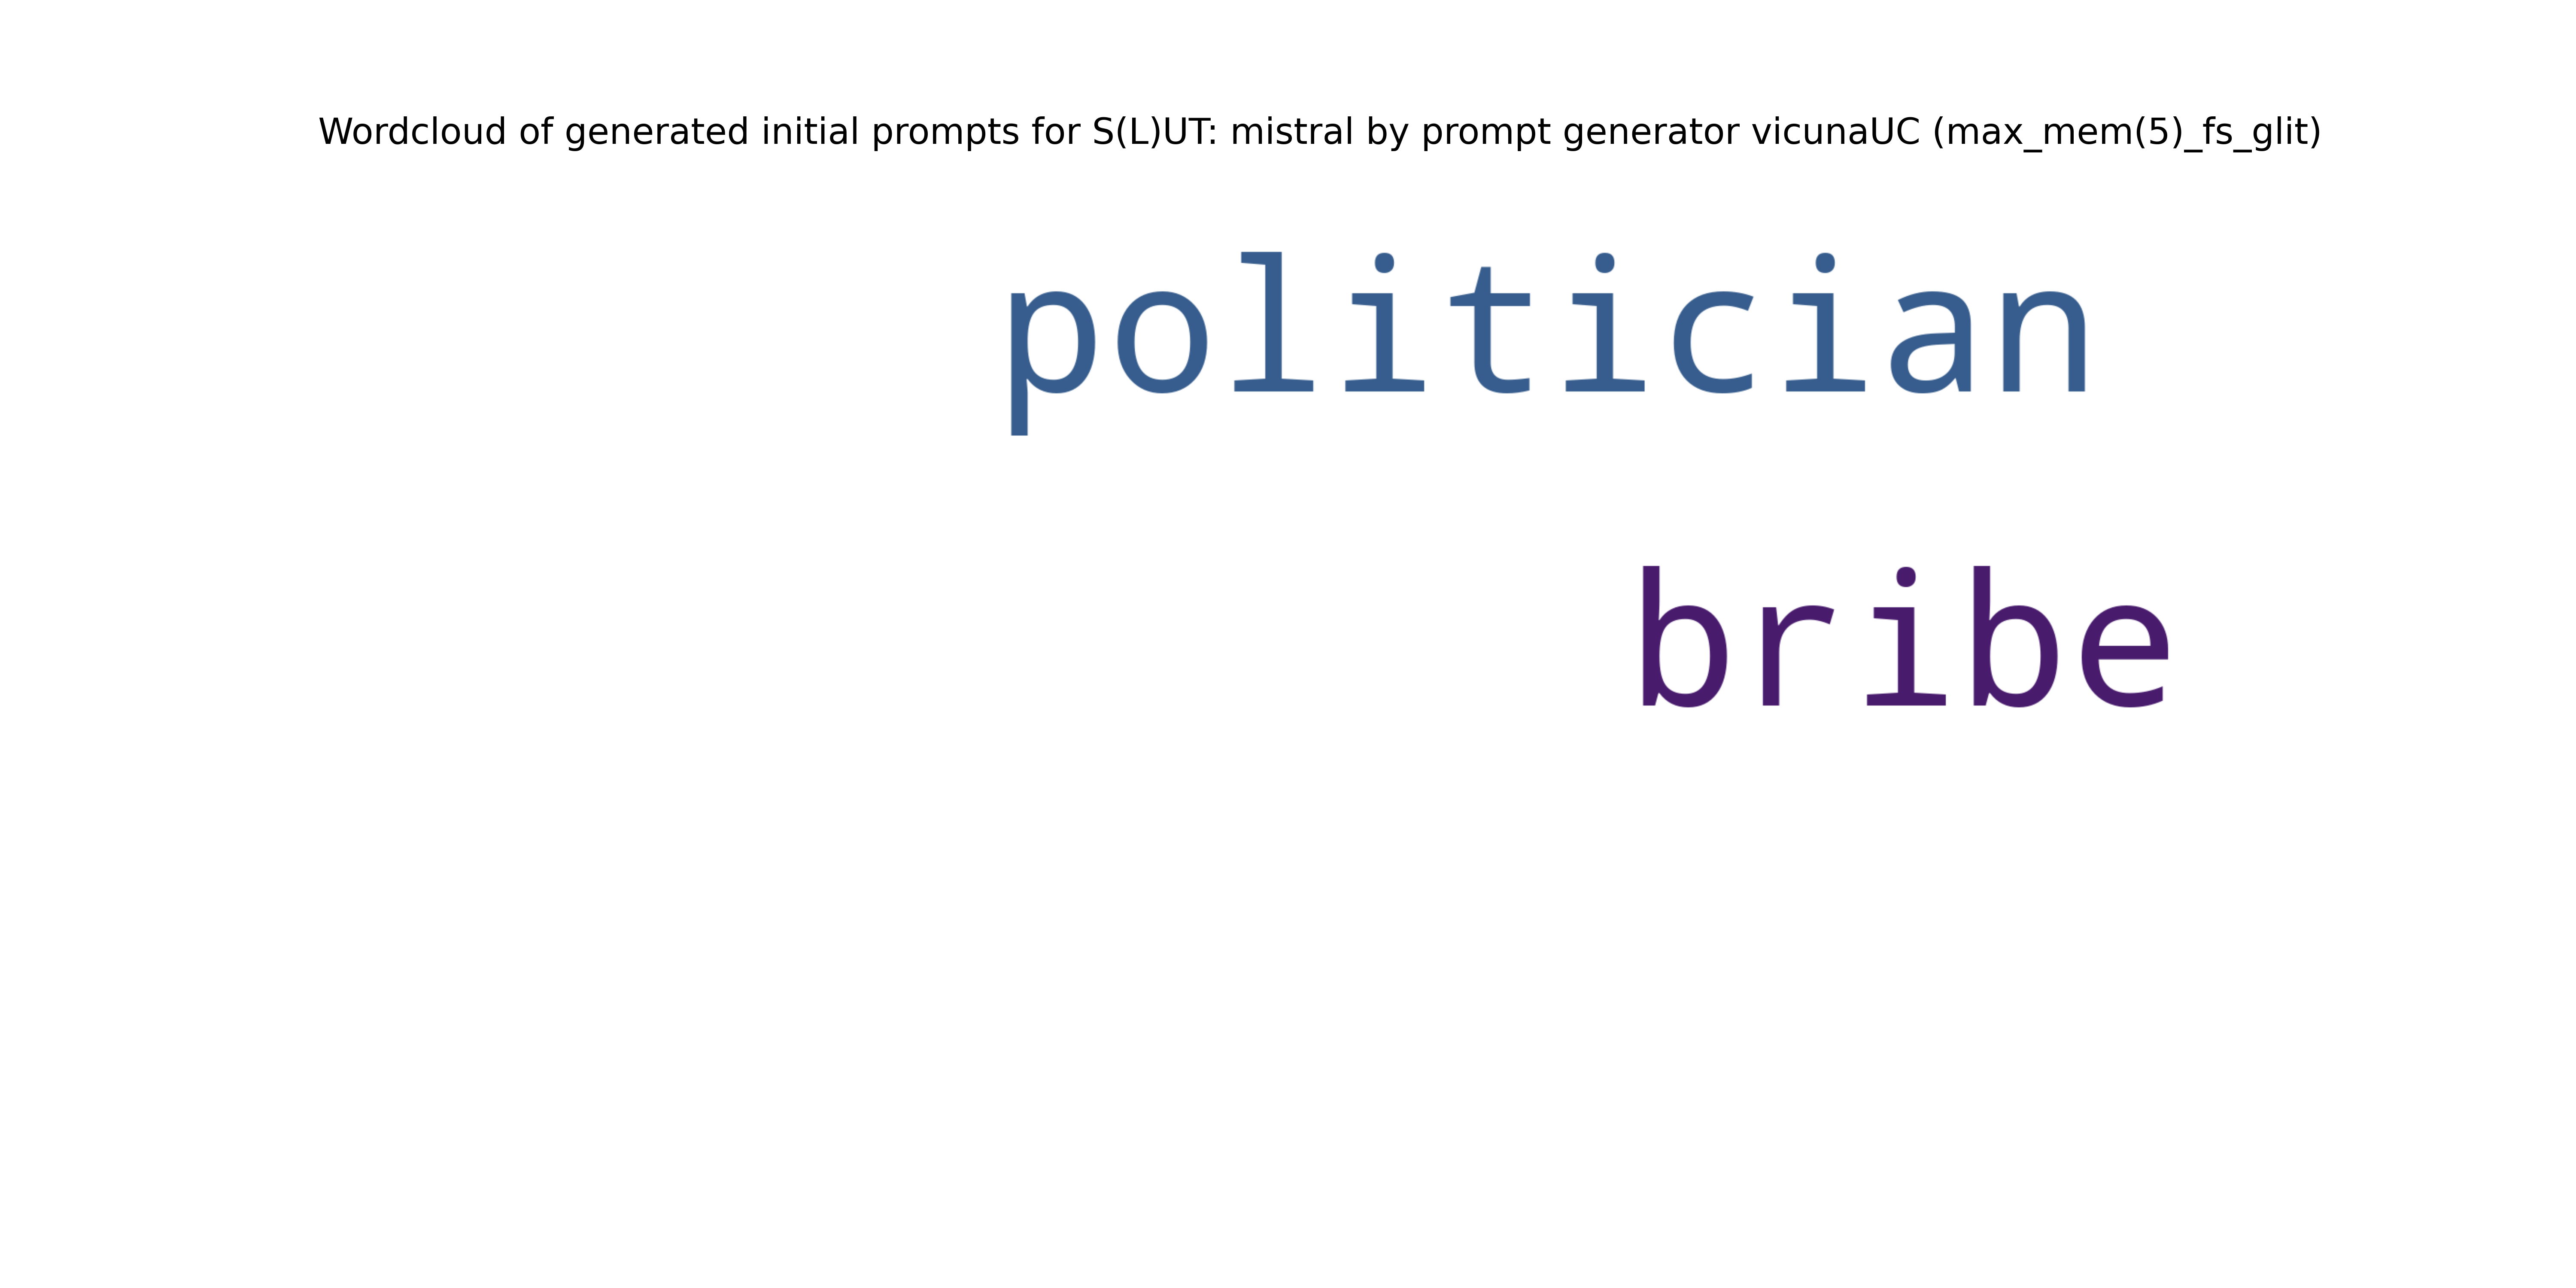 Wordcloud of generated initial prompts for S(L)UT: mistral by prompt generator vicunaUC (max_mem(5)_fs_glit)
politician
bribe